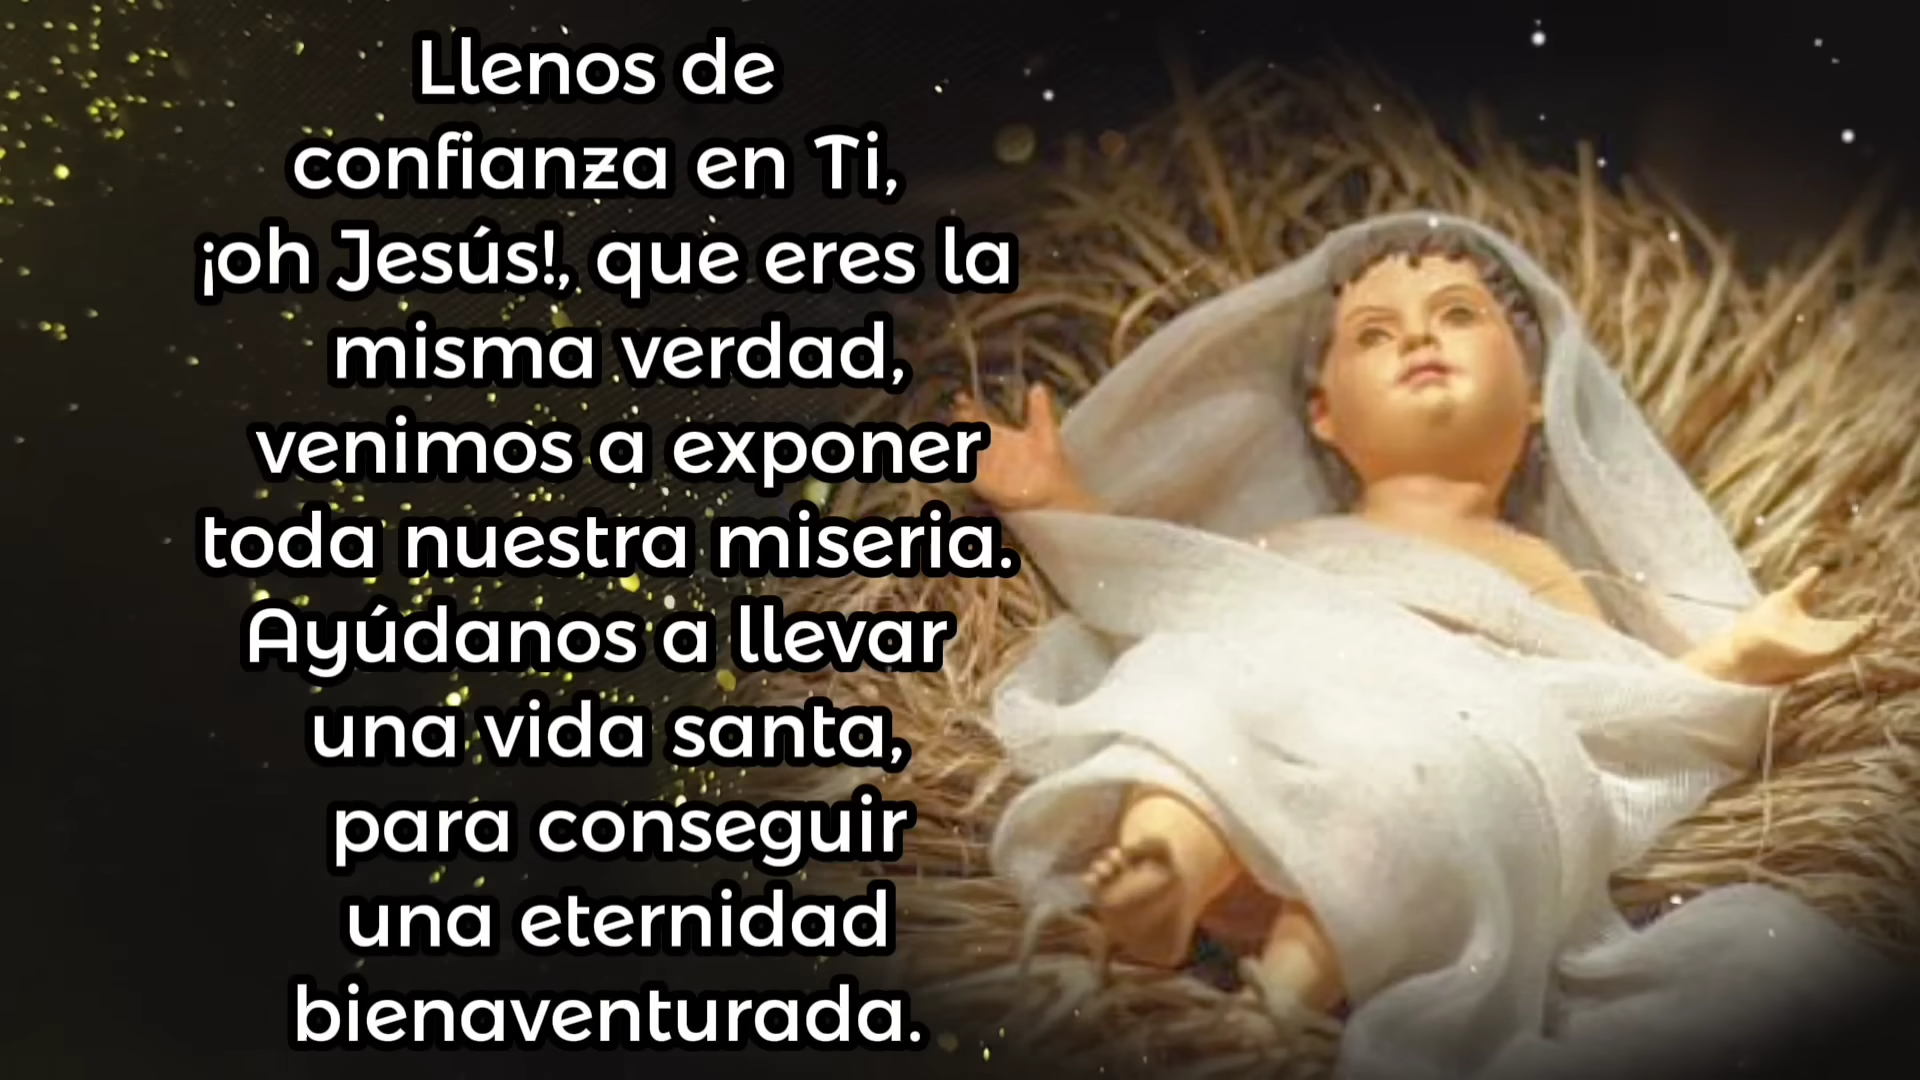 Llenos de
confianza en Ti,
¡oh Jesús!, que eres la
misma verdad,
venimos a exponer
toda nuestra miseria.
Ayúdanos a llevar
una vida santa,
para conseguir
una eternidad
bienaventurada.